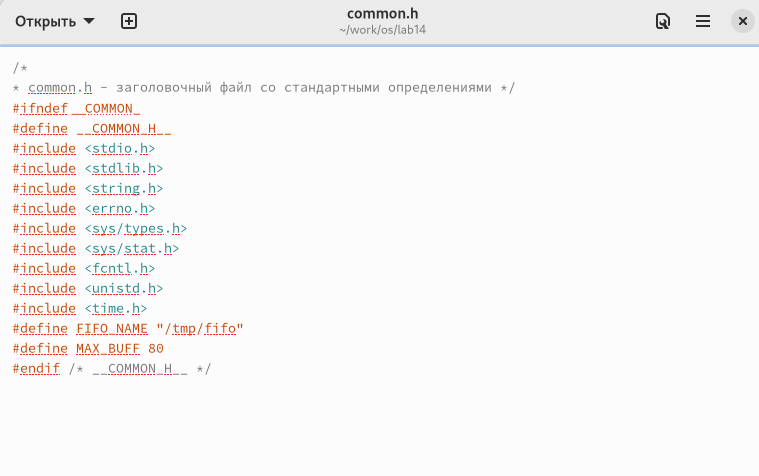 Открыть
common.h
~/work/os/lab14
/*
* common.h - заголовочный файл со стандартными определениями */
#ifndef __COMMON_
#define __COMMON_H__
#include <stdio.h>
#include <stdlib.h>
#include <string.h>
#include <errno.h>
#include <sys/types.h>
#include <sys/stat.h>
#include <fcntl.h>
#include <unistd.h>
#include <time.h>
#define FIFO_NAME "/tmp/fifo"
#define MAX_BUFF 80
#endif /* __COMMON_H__ */